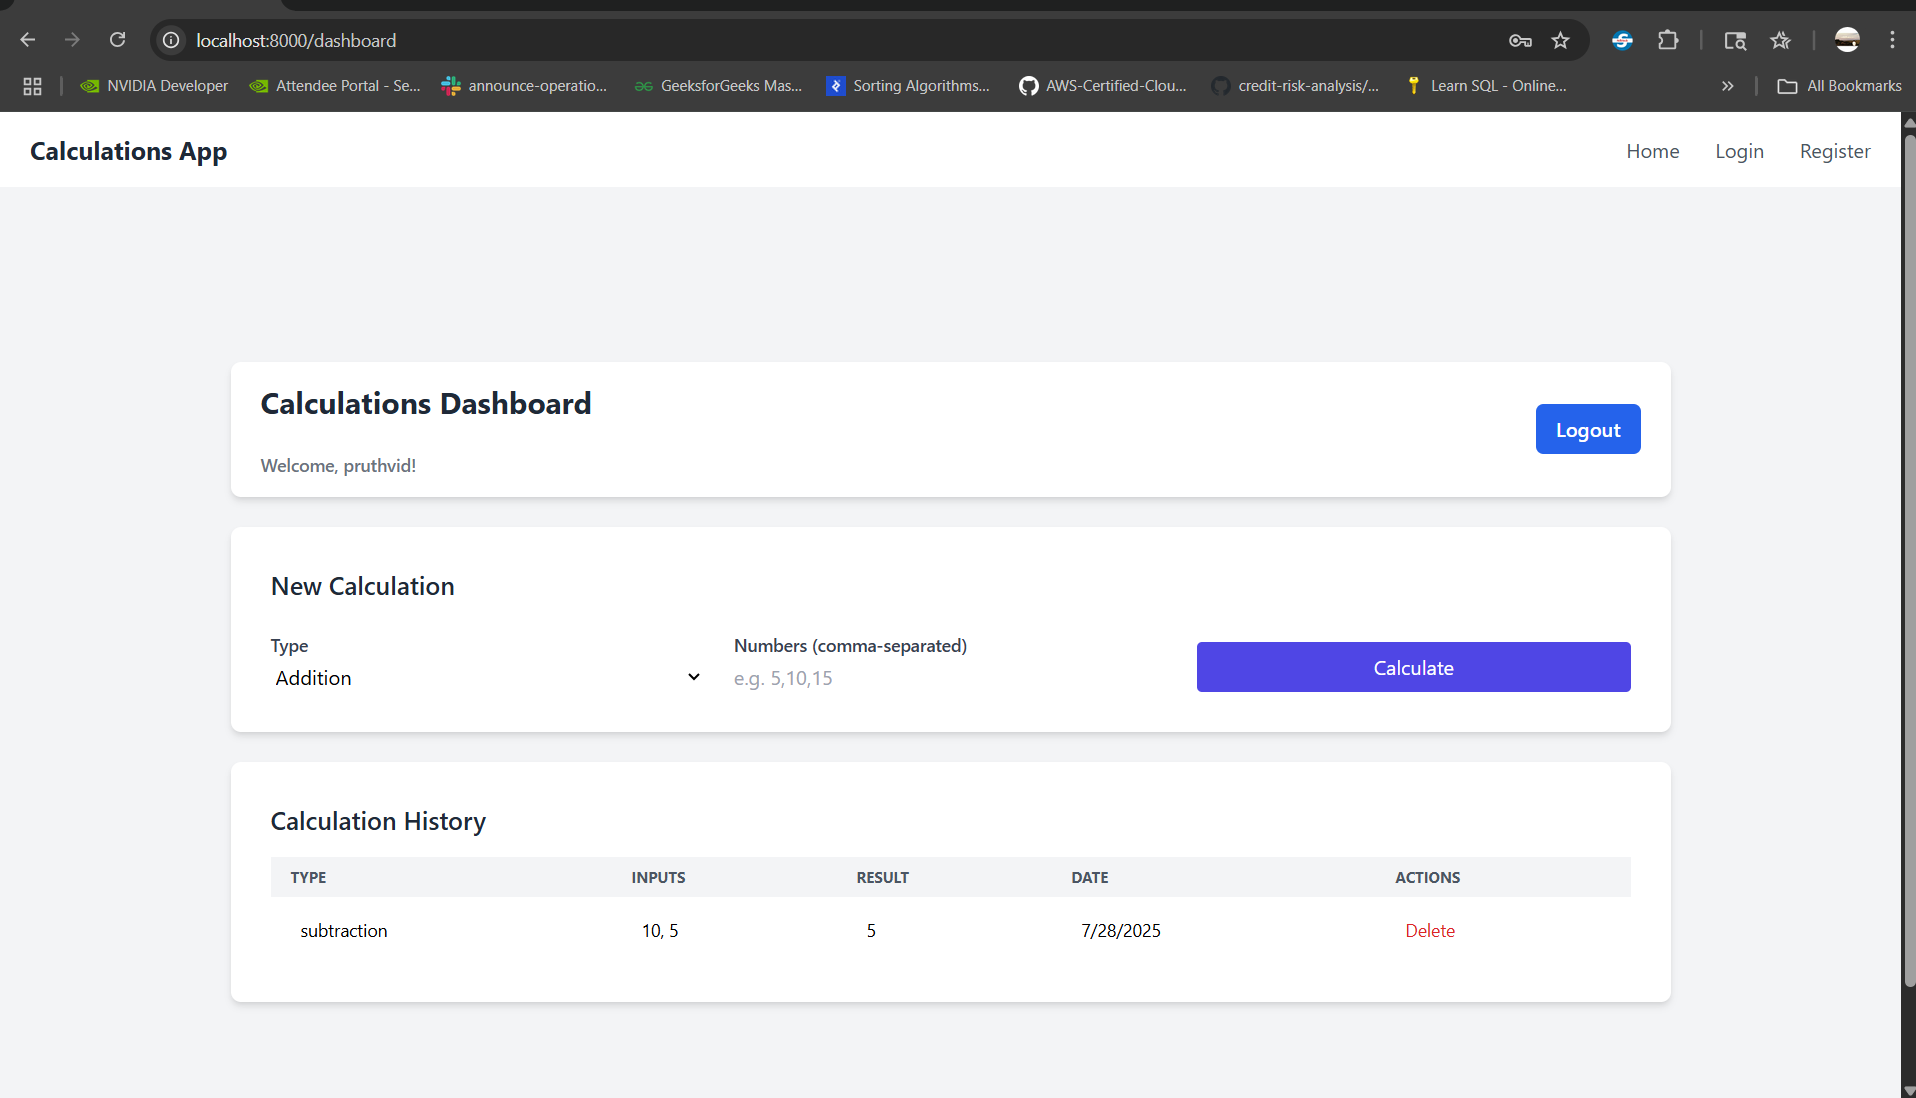 localhost:8000/dashboard
NVIDIA Developer Attendee Portal - Se... announce-operatio... GeeksforGeeks Mas... Sorting Algorithms... AWS-Certified-Clou... credit-risk-analysis/... Learn SQL - Online... » All Bookmarks
Calculations App Home Login Register
Calculations Dashboard
Logout
Welcome, pruthvid!
New Calculation
Type Numbers (comma-separated)
Addition e.g. 5,10,15 Calculate
Calculation History
TYPE INPUTS RESULT DATE ACTIONS
subtraction 10, 5 5 7/28/2025 Delete